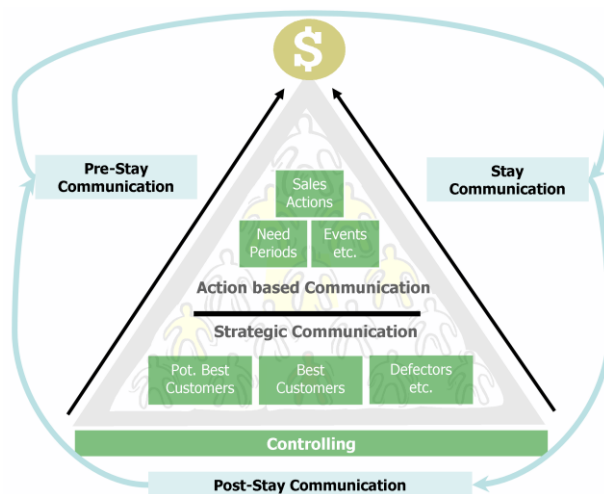 $
Pre-Stay
Communication
Stay
Communication
Sales
Actions
Need
Periods
Events
etc.
Action based Communication
Strategic Communication
Pot. Best
Customers
Best
Customers
Defectors
etc.
Controlling
Post-Stay Communication